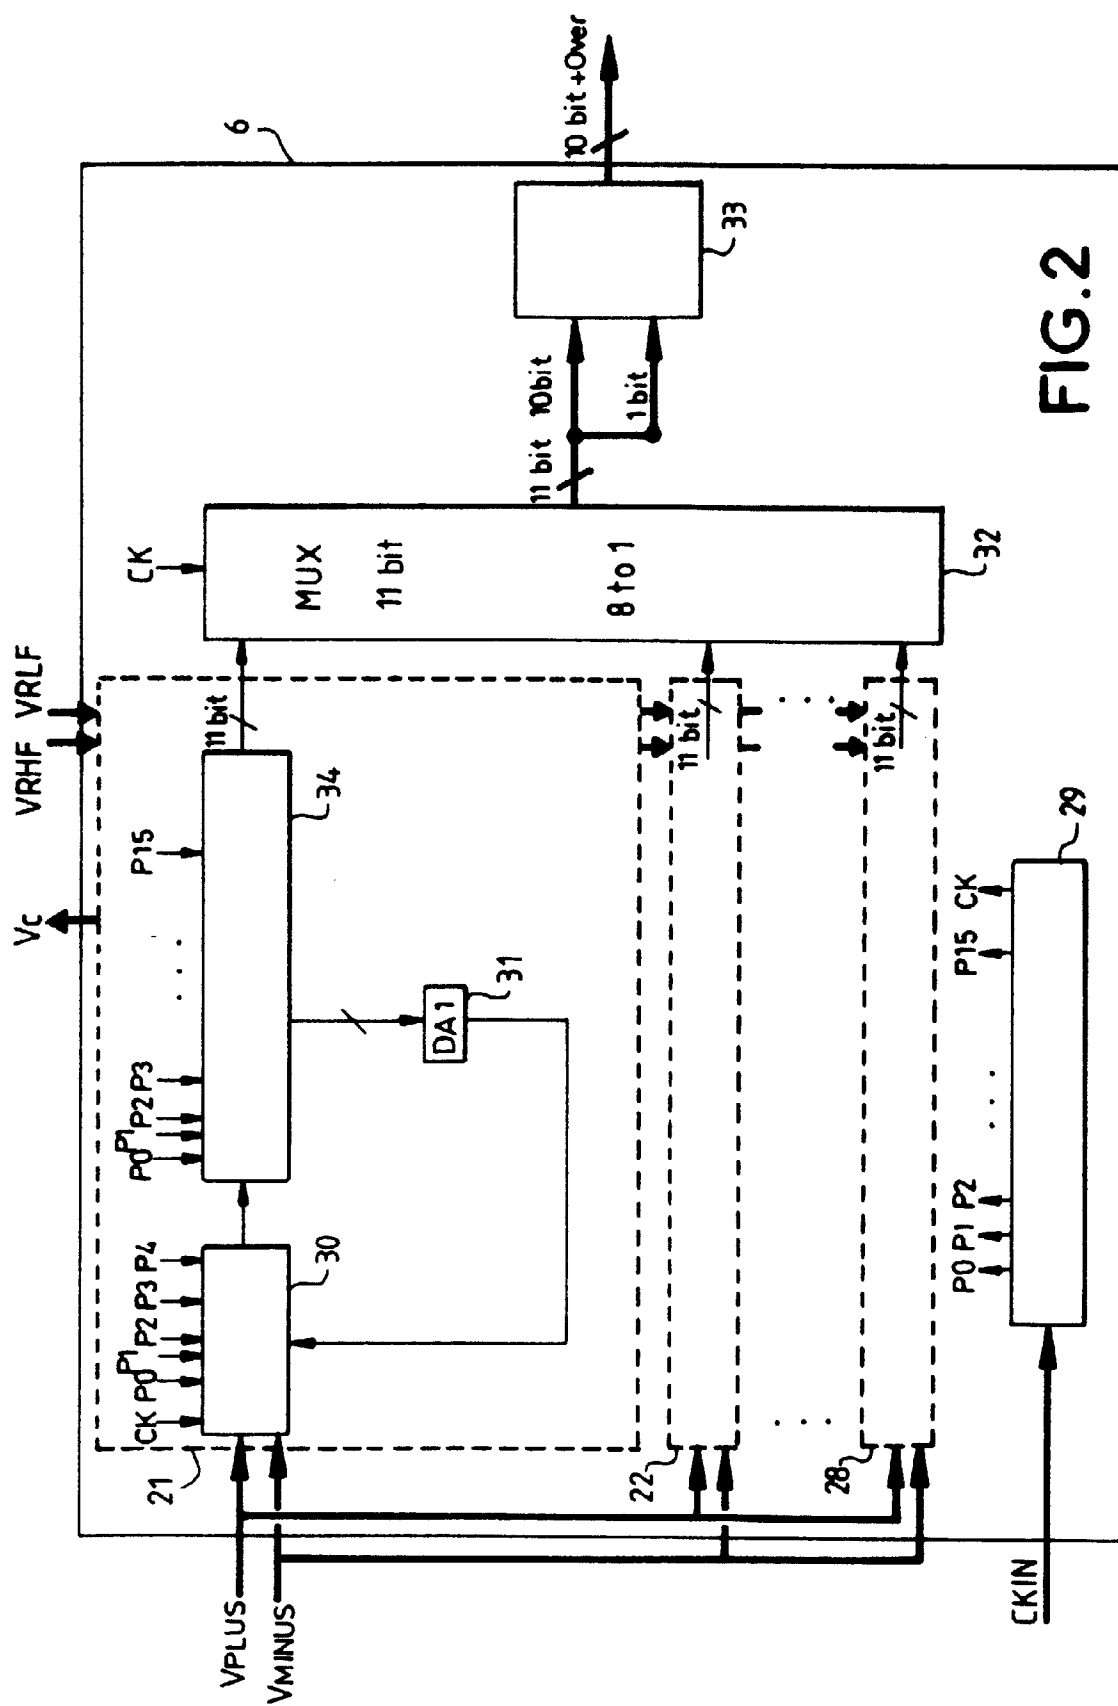 VPLUS
VMINUS
CKIN
21
CK
P0
P1
P2
P3
P4
30
P0
P1
P2
P3
. . .
P15
34
11 bit
DA1
31
Vc
VRHF
VRLF
22
11 bit
. . .
. . .
28
11 bit
P0
P1
P2
. . .
P15
CK
29
CK
MUX
11 bit
8 to 1
32
11 bit
10bit
1 bit
33
6
10 bit +Over
FIG.2